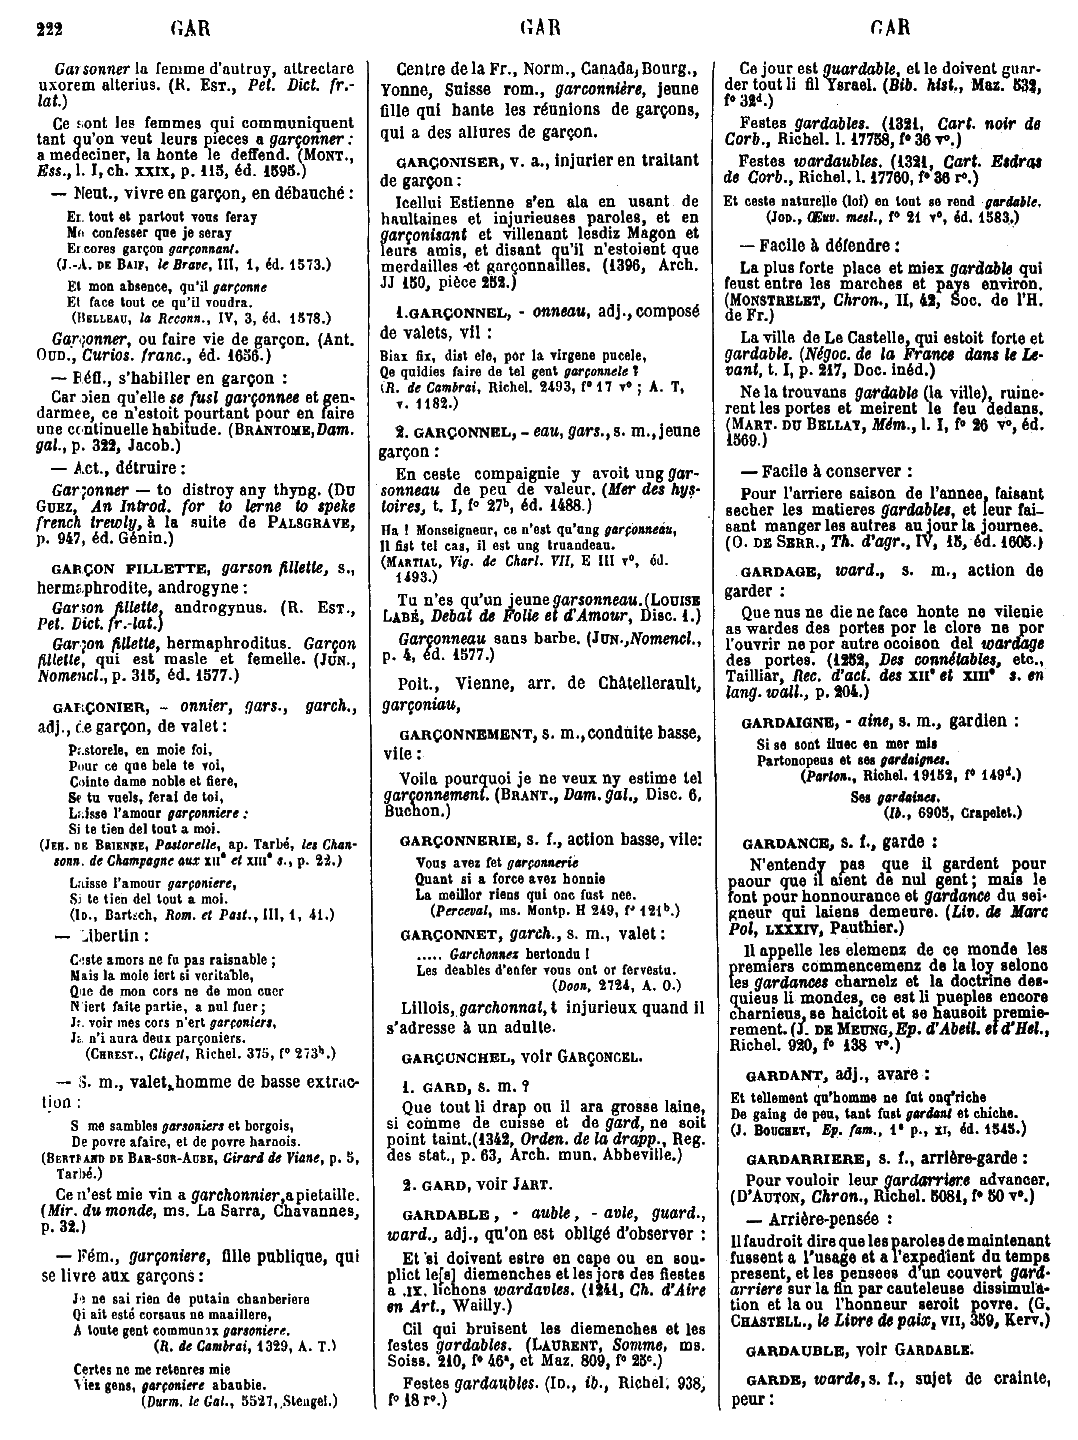 222 GAR GAR GAR
Garsonner la femme d'autruy, attrectare
uxorem alterius. (R. EST., Pet. Dict. fr.-
lat.)
Ce sont les femmes qui communiquent
tant qu'on veut leurs pieces a garçonner :
a medeciner, la honte le deffend. (MONT.,
Ess., l. I, ch. XXIX, p. 115, éd. 1595.)
— Neut., vivre en garçon, en débauché :
En tout et partout vous feray
Me confesser que je seray
Encores garçon garçonnant.
(J.-A. DE BAIF, le Brave, III, 1, éd. 1573.)
Et mon absence, qu'il garçonne
Et face tout ce qu'il voudra.
(BELLEAU, la Reconn., IV, 3, éd. 1578.)
Garçonner, ou faire vie de garçon. (Ant.
OUD., Curios. franc., éd. 1656.)
— Réfl., s'habiller en garçon :
Car bien qu'elle se fust garçonnee et gen-
darmee, ce n'estoit pourtant pour en faire
une continuelle habitude. (BRANTOME, Dam.
gal., p. 322, Jacob.)
— Act., détruire :
Garçonner — to distroy any thyng. (DU
GUEZ, An Introd. for to lerne to speke
french trewly, à la suite de PALSGRAVE,
p. 947, éd. Génin.)
GARÇON FILLETTE, garson fillette, s.,
hermaphrodite, androgyne :
Garson fillette, androgynus. (R. EST.,
Pet. Dict. fr.-lat.)
Garçon fillette, hermaphroditus. Garçon
fillette, qui est masle et femelle. (JUN.,
Nomencl., p. 315, éd. 1577.)
GARÇONIER, - onnier, gars., garch.,
adj., de garçon, de valet :
Pastorele, en moie foi,
Pour ce que bele te voi,
Cointe dame noble et fiere,
Se tu vuels, ferai de toi,
Laisse l'amour garçonniere :
Si te tien del tout a moi.
(JEH. DE BRIENNE, Pastorelle, ap. Tarbé, les Chan-
sonn. de Champagne aux XIIe et XIIIe s., p. 22.)
Laisse l'amour garçoniere,
Si te tien del tout a moi.
(ID., Bartsch, Rom. et Past., III, 1, 41.)
— Libertin :
Ceste amors ne fu pas raisnable ;
Mais la moie iert si veritable,
Que de mon cors ne de mon cuer
N'iert faite partie, a nul fuer ;
Ja voir mes cors n'ert garçoniers,
Ja n'i aura deux parçoniers.
(CHREST., Cliget, Richel. 375, f° 273b.)
— S. m., valet, homme de basse extrac-
tion :
S me sambles garsoniers et borgois,
De povre afaire, et de povre harnois.
(BERTRAND DE BAR-SUR-AUBE, Girard de Viane, p. 5,
Tarbé.)
Ce n'est mie vin a garchonnier, a pietaille.
(Mir. du monde, ms. La Sarra, Chavannes,
p. 32.)
— Fém., garçoniere, fille publique, qui
se livre aux garçons :
Je ne sai rien de putain chanberiere
Qi ait esté corsaus ne maaillere,
A toute gent communax garsoniere.
(R. de Cambrai, 1329, A. T.)
Certes ne me retenres mie
Viez gens, garçoniere abaubie.
(Durm. le Gal., 5527, Stengel.)
Centre de la Fr., Norm., Canada, Bourg.,
Yonne, Suisse rom., garconnière, jeune
fille qui hante les réunions de garçons,
qui a des allures de garçon.
GARÇONISER, v. a., injurier en traitant
de garçon :
Icellui Estienne s'en ala en usant de
haultaines et injurieuses paroles, et en
garçonisant et villenant lesdiz Magon et
leurs amis, et disant qu'il n'estoient que
merdailles et garçonnailles. (1396, Arch.
JJ 150, pièce 252.)
1. GARÇONNEL, - onneau, adj., composé
de valets, vil :
Biax fix, dist ele, por la virgene pucele,
Qe quidies faire de tel gent garçonnele ?
(R. de Cambrai, Richel. 2493, f° 17 v° ; A. T,
v. 1182.)
2. GARÇONNEL, - eau, gars., s. m., jeune
garçon :
En ceste compaignie y avoit ung gar-
sonneau de peu de valeur. (Mer des hys-
toires, t. I, f° 27b, éd. 1488.)
Ha ! Monseigneur, ce n'est qu'ung garçonneau,
Il fist tel cas, il est ung truandeau.
(MARTIAL, Vig. de Charl. VII, E III v°, éd.
1493.)
Tu n'es qu'un jeune garsonneau. (LOUISE
LABÉ, Debat de Folie et d'Amour, Disc. 1.)
Garçonneau sans barbe. (JUN., Nomencl.,
p. 4, éd. 1577.)
Poit., Vienne, arr. de Châtellerault,
garçoniau,
GARÇONNEMENT, s. m., conduite basse,
vile :
Voila pourquoi je ne veux ny estime tel
garçonnement. (BRANT., Dam. gal., Disc. 6,
Buchon.)
GARÇONNERIE, s. f., action basse, vile:
Vous avez fet garçonnerie
Quant si a force avez honnie
La meillor riens qui onc fust nee.
(Perceval, ms. Montp. H 249, f° 121b.)
GARÇONNET, garch., s. m., valet :
..... Garchonnez bertondu !
Les deables d'enfer vous ont or fervestu.
(Doon, 2724, A. O.)
Lillois, garchonnat, t injurieux quand il
s'adresse à un adulte.
GARÇUNCHEL, voir GARÇONCEL.
1. GARD, s. m. ?
Que tout li drap ou il ara grosse laine,
si comme de cuisse et de gard, ne soit
point taint. (1342, Orden. de la drapp., Reg.
des stat., p. 63, Arch. mun. Abbeville.)
2. GARD, voir JART.
GARDABLE, - auble, - avle, guard.,
ward., adj., qu'on est obligé d'observer :
Et si doivent estre en cape ou en sou-
plict le[s] diemenches et les jors des fiestes
a .IX. lichons wardavles. (1241, Ch. d'Aire
en Art., Wailly.)
Cil qui bruisent les diemenches et les
festes gardables. (LAURENT, Somme, ms.
Soiss. 210, f° 46a, et Maz. 809, f° 25c.)
Festes gardaubles. (ID., ib., Richel. 938,
f° 18 r°.)
Ce jour est guardable, et le doivent guar-
der tout li fil Ysrael. (Bib. hist., Maz. 532,
f° 32d.)
Festes gardables. (1321, Cart. noir de
Corb., Richel. l. 17758, f° 36 v°.)
Festes wardaubles. (1321, Cart. Esdras
de Corb., Richel. l. 17760, f° 36 r°.)
Et ceste naturelle (loi) en tout se rend gardable.
(JOD., Œuv. mesl., f° 21 v°, éd. 1583.)
— Facile à défendre :
La plus forte place et miex gardable qui
feust entre les marches et pays environ.
(MONSTRELET, Chron., II, 42, Soc. de l'H.
de Fr.)
La ville de Le Castelle, qui estoit forte et
gardable. (Négoc. de la France dans le Le-
vant, t. I, p. 217, Doc. inéd.)
Ne la trouvans gardable (la ville), ruine-
rent les portes et meirent le feu dedans.
(MART. DU BELLAY, Mém., l. I, f° 26 v°, éd.
1569.)
— Facile à conserver :
Pour l'arriere saison de l'annee, faisant
secher les matieres gardables, et leur fai-
sant manger les autres au jour la journee.
(O. DE SERR., Th. d'agr., IV, 15, éd. 1605.)
GARDAGE, ward., s. m., action de
garder :
Que nus ne die ne face honte ne vilenie
as wardes des portes por le clore ne por
l'ouvrir ne por autre ocoison del wardage
des portes. (1252, Des connétables, etc.,
Tailliar, Rec. d'act. des XIIe et XIIIe s. en
lang. wall., p. 204.)
GARDAIGNE, - aine, s. m., gardien :
Si se sont iluec en mer mis
Partonopeus et ses gardaignes.
(Parton., Richel. 19152, f° 149d.)
Ses gardaines.
(Ib., 6905, Crapelet.)
GARDANCE, s. f., garde :
N'entendy pas que il gardent pour
paour que il aient de nul gent ; mais le
font pour honnourance et gardance du sei-
gneur qui laiens demeure. (Liv. de Marc
Pol, LXXXIV, Pauthier.)
Il appelle les elemenz de ce monde les
premiers commencemenz de la loy selonc
les gardances charnelz et la doctrine des-
quieus li mondes, ce est li pueples encore
charnieus, se haictoit et se hausoit premie-
rement. (J. DE MEUNG, Ep. d'Abeil. et d'Hel.,
Richel. 920, f° 138 v°.)
GARDANT, adj., avare :
Et tellement qu'homme ne fut onq'riche
De gaing de peu, tant fust gardant et chiche.
(J. BOUCHET, Ep. fam., 1e p., XI, éd. 1545.)
GARDARRIERE, s. f., arrière-garde :
Pour vouloir leur gardarriere advancer.
(D'AUTON, Chron., Richel. 5081, f° 50 v°.)
— Arrière-pensée :
Il faudroit dire que les paroles de maintenant
fussent a l'usage et a l'expedient du temps
present, et les pensees d'un couvert gard-
arriere sur la fin par cauteleuse dissimula-
tion et la ou l'honneur seroit povre. (G.
CHASTELL., le Livre de paix, VII, 359, Kerv.)
GARDAUBLE, voir GARDABLE.
GARDE, warde, s. f., sujet de crainte,
peur :